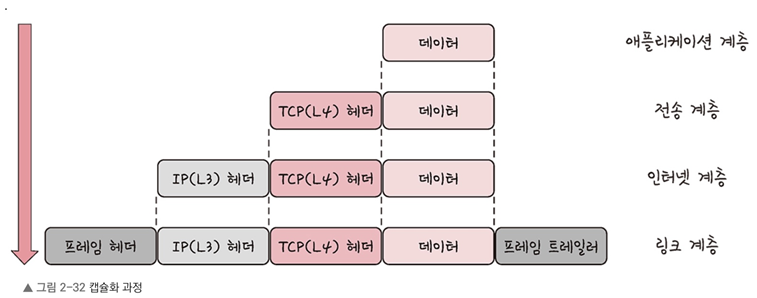 .
데이터 애플리케이션 계층
TCP(L4) 헤더 데이터 전송 계층
IP(L3) 헤더 TCP(L4) 헤더 데이터 인터넷 계층
프레임 헤더 IP(L3) 헤더 TCP(L4) 헤더 데이터 프레임 트레일러 링크 계층
▲ 그림 2-32 캡슐화 과정